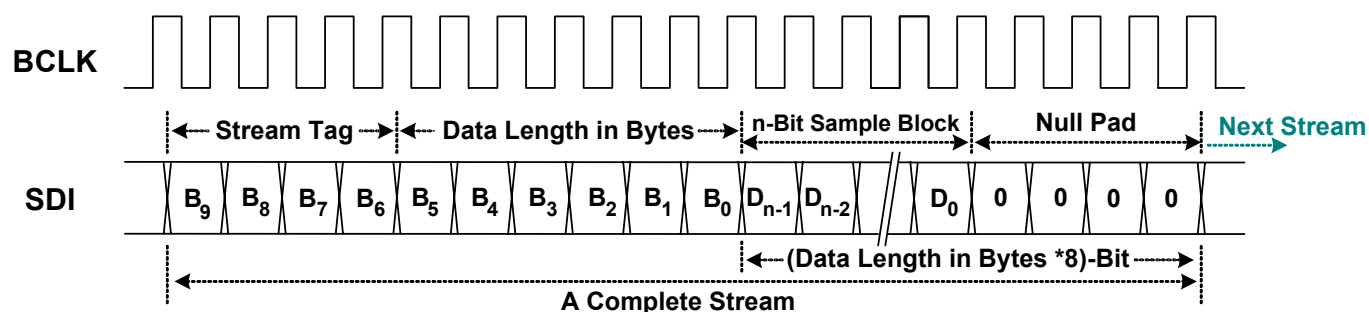 BCLK
Stream Tag Data Length in Bytes n-Bit Sample Block Null Pad Next Stream
SDI B9 B8 B7 B6 B5 B4 B3 B2 B1 B0 Dn-1 Dn-2 D0 0 0 0 0
(Data Length in Bytes *8)-Bit
A Complete Stream